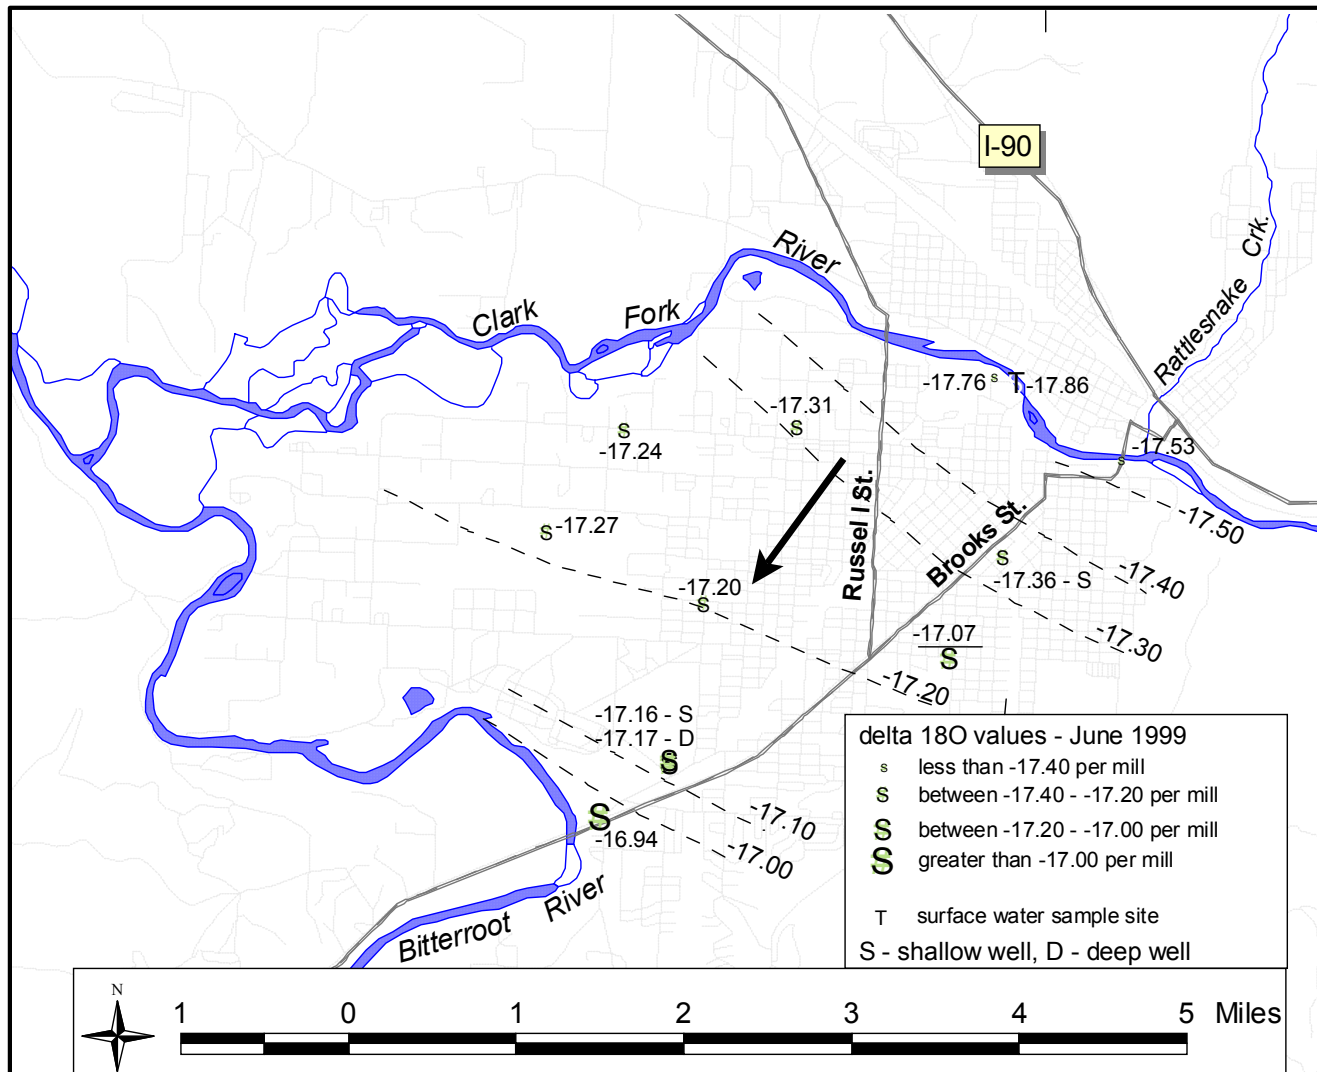 I-90
River
Rattlesnake Crk.
Clark
Fork
-17.76
T -17.86
-17.31
S
S
-17.24
-17.53
-17.50
Russel l St.
Brooks St.
S -17.27
-17.20
S
S
-17.36 - S
-17.40
-17.30
-17.07
S
-17.20
-17.16 - S
-17.17 - D
S
S
-16.94
-17.10
-17.00
Bitterroot River
delta 18O values - June 1999
s less than -17.40 per mill
S between -17.40 - -17.20 per mill
S between -17.20 - -17.00 per mill
S greater than -17.00 per mill
T surface water sample site
S - shallow well, D - deep well
N
1 0 1 2 3 4 5 Miles